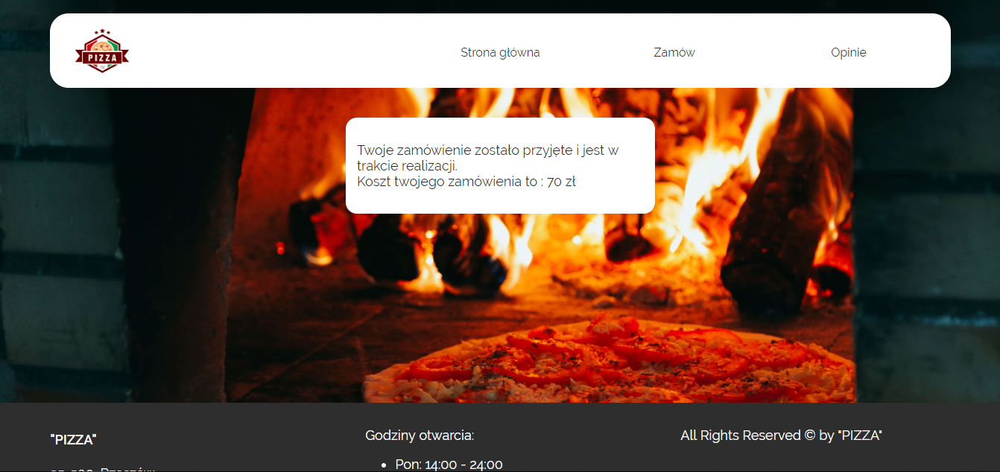 PIZZA
Strona główna
Zamów
Opinie
Twoje zamówienie zostało przyjęte i jest w
trakcie realizacji.
Koszt twojego zamówienia to : 70 zł
"PIZZA"
Godziny otwarcia:
Pon: 14:00 - 24:00
All Rights Reserved © by "PIZZA"